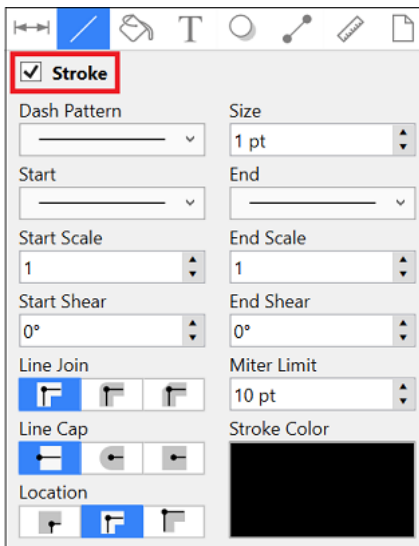 T
Stroke
Dash Pattern Size
1 pt
Start End
Start Scale End Scale
1 1
Start Shear End Shear
0° 0°
Line Join Miter Limit
10 pt
Line Cap Stroke Color
Location